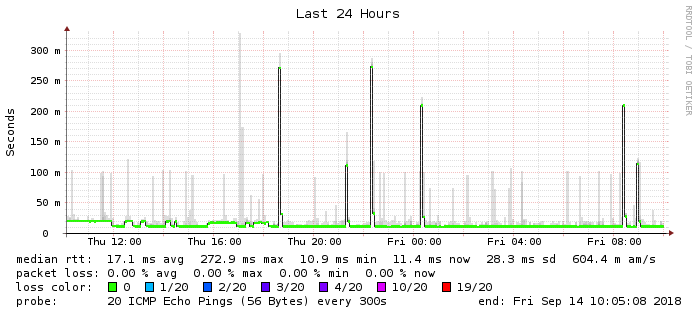 Last 24 Hours
RRDTOOL / TOBI OETIKER
Seconds
300 m
250 m
200 m
150 m
100 m
50 m
0
Thu 12:00 Thu 16:00 Thu 20:00 Fri 00:00 Fri 04:00 Fri 08:00
median rtt: 17.1 ms avg 272.9 ms max 10.9 ms min 11.4 ms now 28.3 ms sd 604.4 m am/s
packet loss: 0.00 % avg 0.00 % max 0.00 % min 0.00 % now
loss color: 0 1/20 2/20 3/20 4/20 10/20 19/20
probe: 20 ICMP Echo Pings (56 Bytes) every 300s end: Fri Sep 14 10:05:08 2018